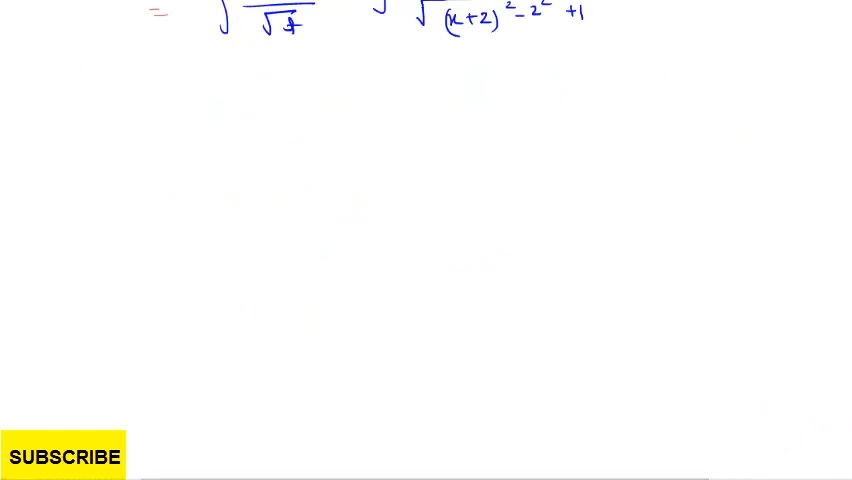 = ∫ √t ∫ √(x+2)² - 2² + 1
SUBSCRIBE